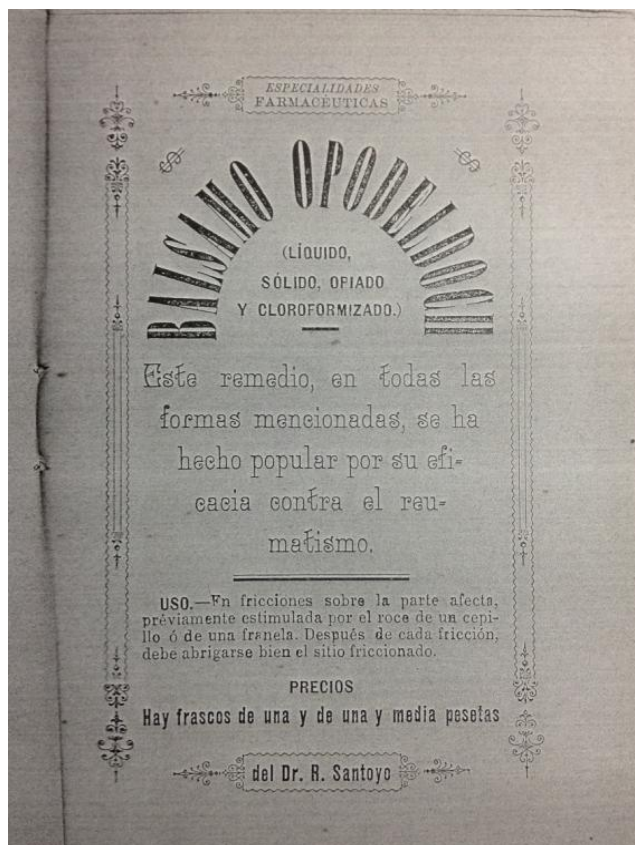 ESPECIALIDADES
FARMACÉUTICAS
BALSAMO OPODELDOCH
(LÍQUIDO,
SÓLIDO, OPIADO
Y CLOROFORMIZADO.)
Este remedio, en todas las
formas mencionadas, se ha
hecho popular por su efi-
cacia contra el reu-
matismo.
USO.—En fricciones sobre la parte afecta,
préviamente estimulada por el roce de un cepi-
llo ó de una franela. Después de cada fricción,
debe abrigarse bien el sitio friccionado.
PRECIOS
Hay frascos de una y de una y media pesetas
del Dr. R. Santoyo